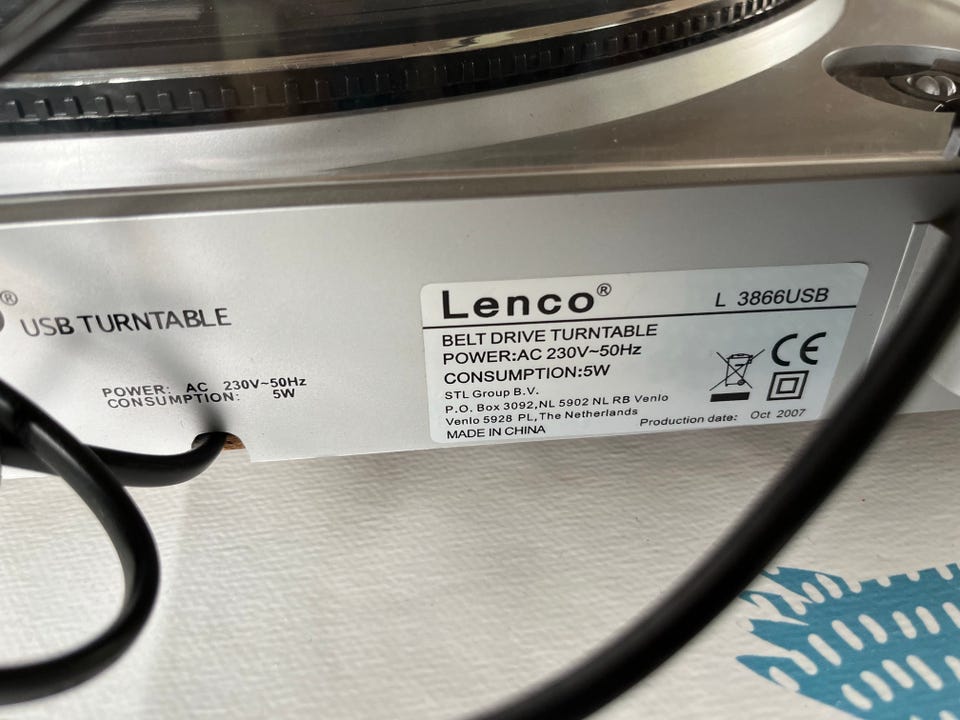 ® USB TURNTABLE
POWER: AC 230V~50Hz
CONSUMPTION: 5W
Lenco® L 3866USB
BELT DRIVE TURNTABLE
POWER:AC 230V~50Hz
CONSUMPTION:5W
STL Group B.V.
P.O. Box 3092,NL 5902 NL RB Venlo
Venlo 5928 PL,The Netherlands
MADE IN CHINA
Production date: Oct 2007
CE